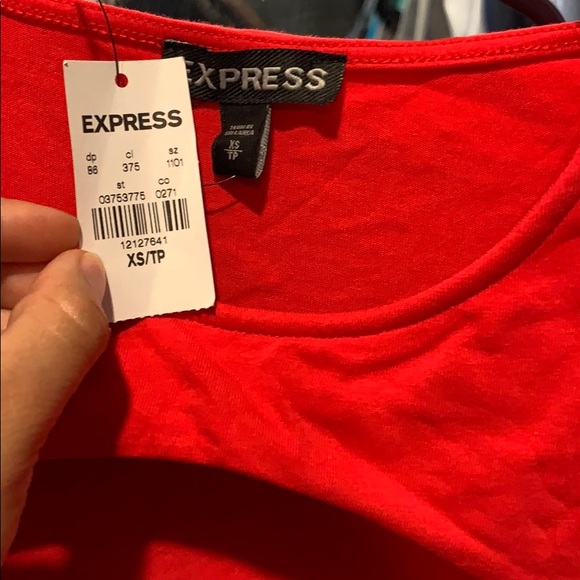 EXPRESS
EXPRESS
XS
TP
dp cl sz
86 375 1101
st co
03753775 0271
12127641
XS/TP